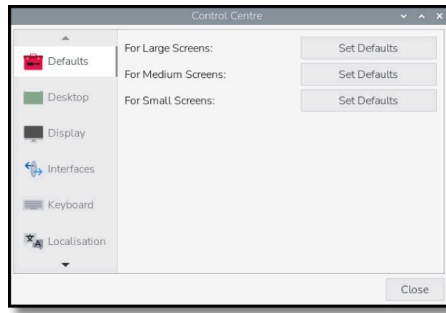 Control Centre
Defaults
Desktop
Display
Interfaces
Keyboard
Localisation
For Large Screens: Set Defaults
For Medium Screens: Set Defaults
For Small Screens: Set Defaults
Close